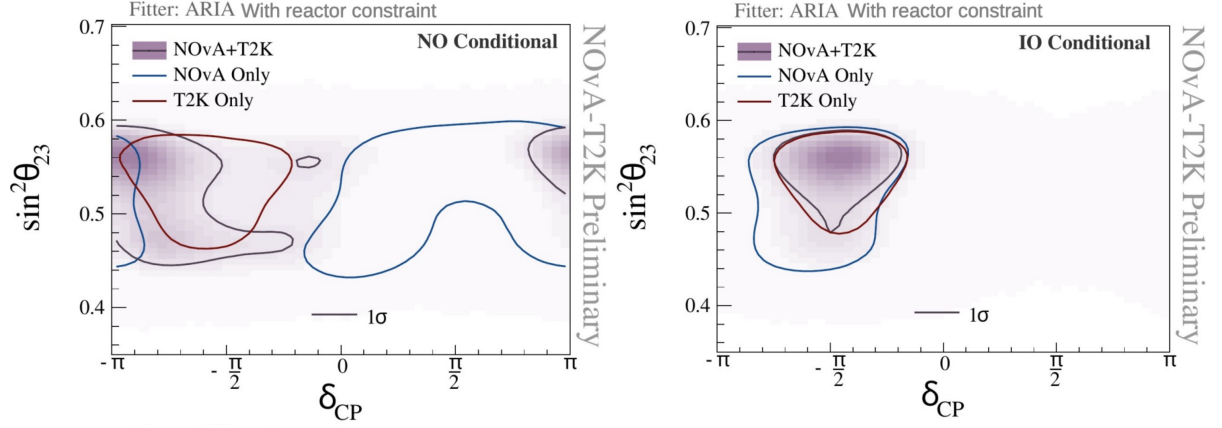 Fitter: ARIA With reactor constraint
NO Conditional
NOvA+T2K
NOvA Only
T2K Only
0.7
0.6
0.5
0.4
sin²θ₂₃
1σ
-π
-π/2
0
π/2
π
δCP
NOvA-T2K Preliminary
Fitter: ARIA With reactor constraint
IO Conditional
NOvA+T2K
NOvA Only
T2K Only
0.7
0.6
0.5
0.4
sin²θ₂₃
1σ
-π
-π/2
0
π/2
π
δCP
NOvA-T2K Preliminary